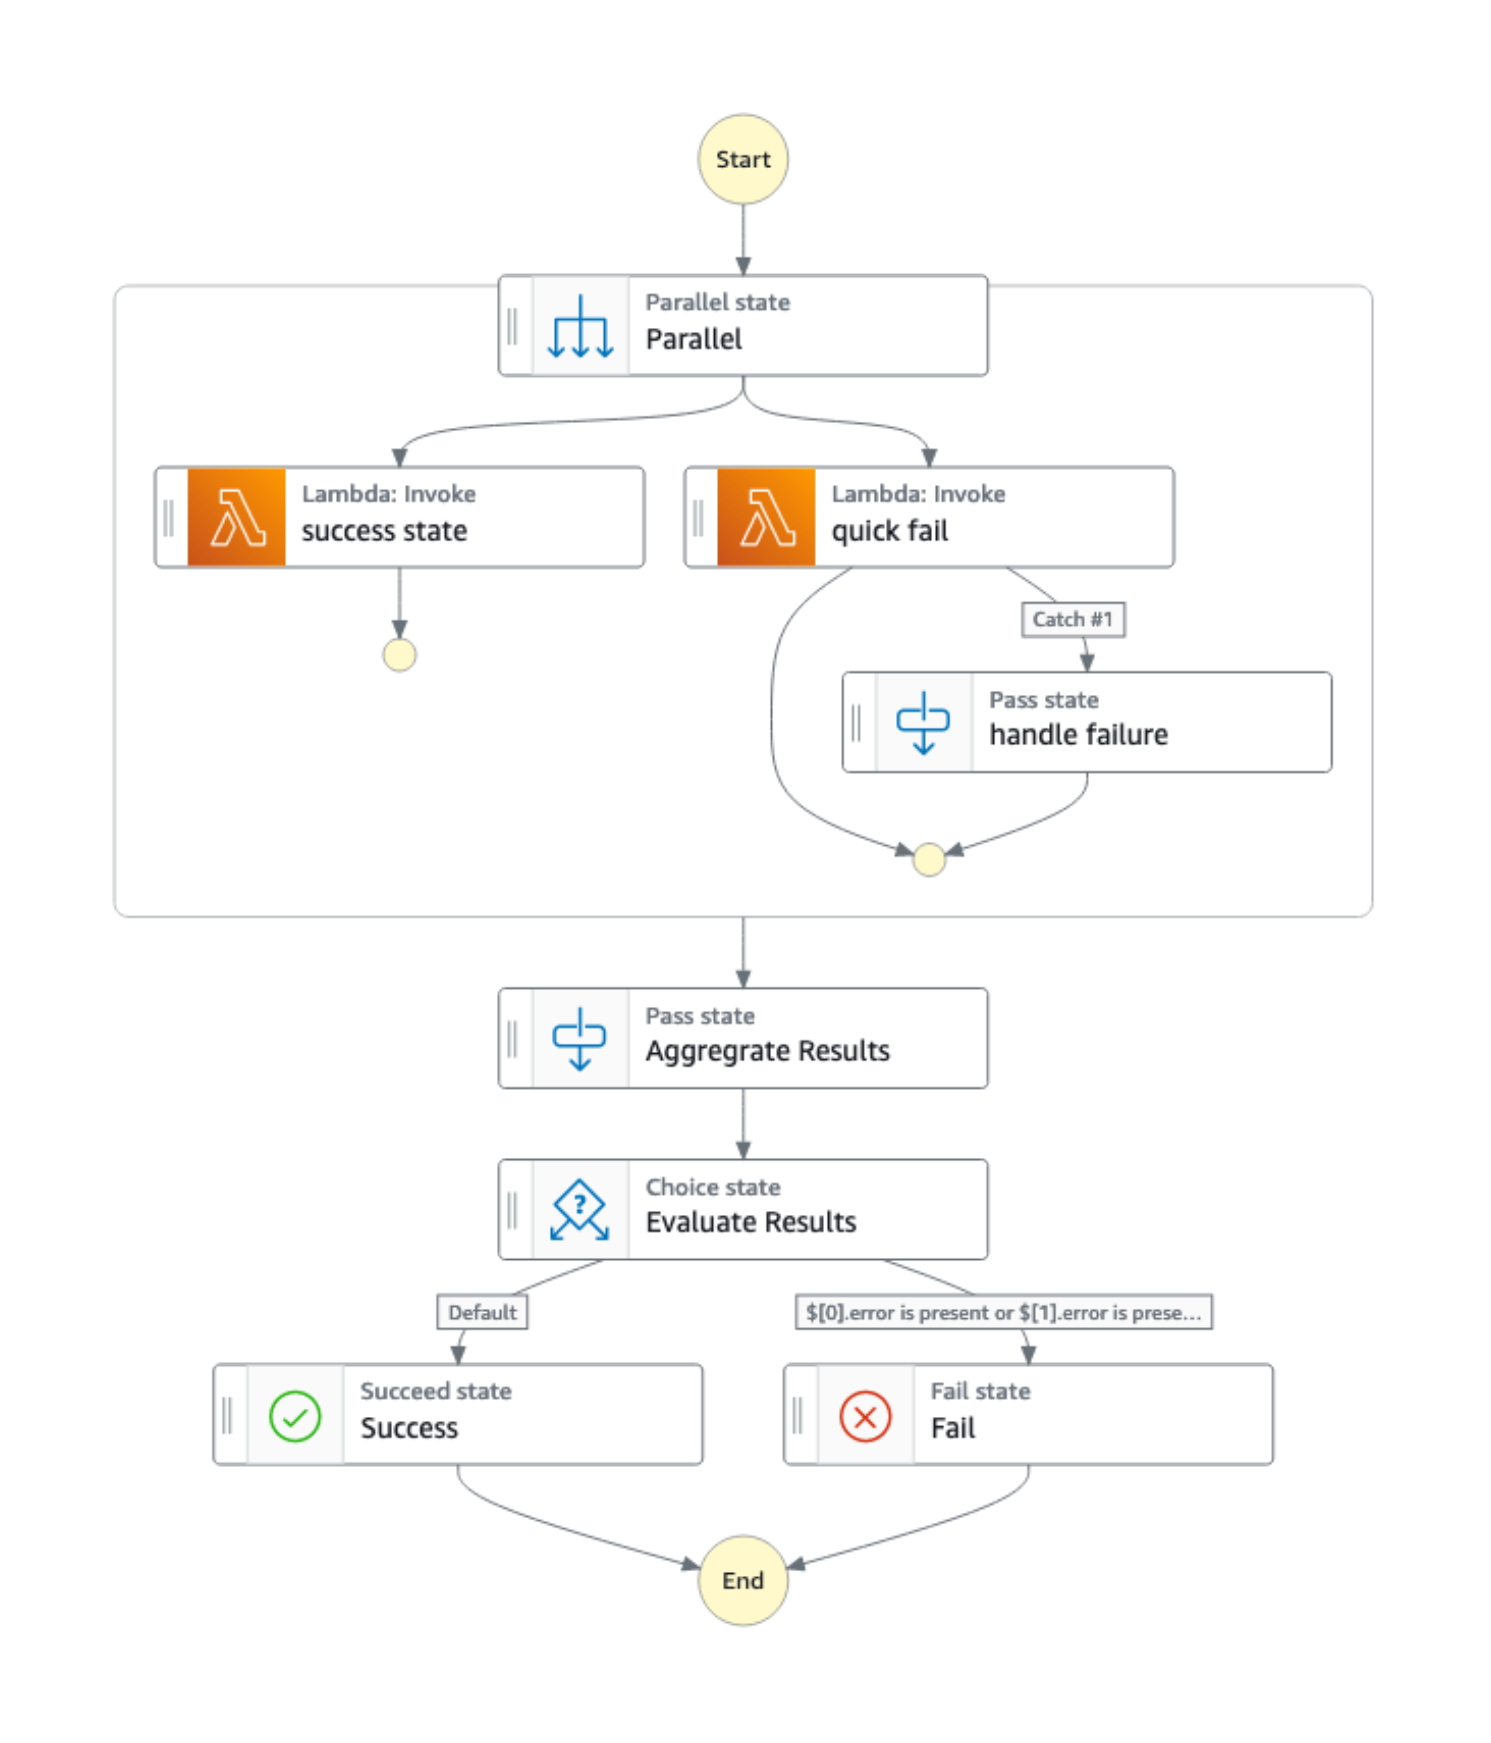 Start
Parallel state
Parallel
Lambda: Invoke
success state
Lambda: Invoke
quick fail
Catch #1
Pass state
handle failure
Pass state
Aggregrate Results
?
Choice state
Evaluate Results
Default
$[0].error is present or $[1].error is prese...
Succeed state
Success
Fail state
Fail
End